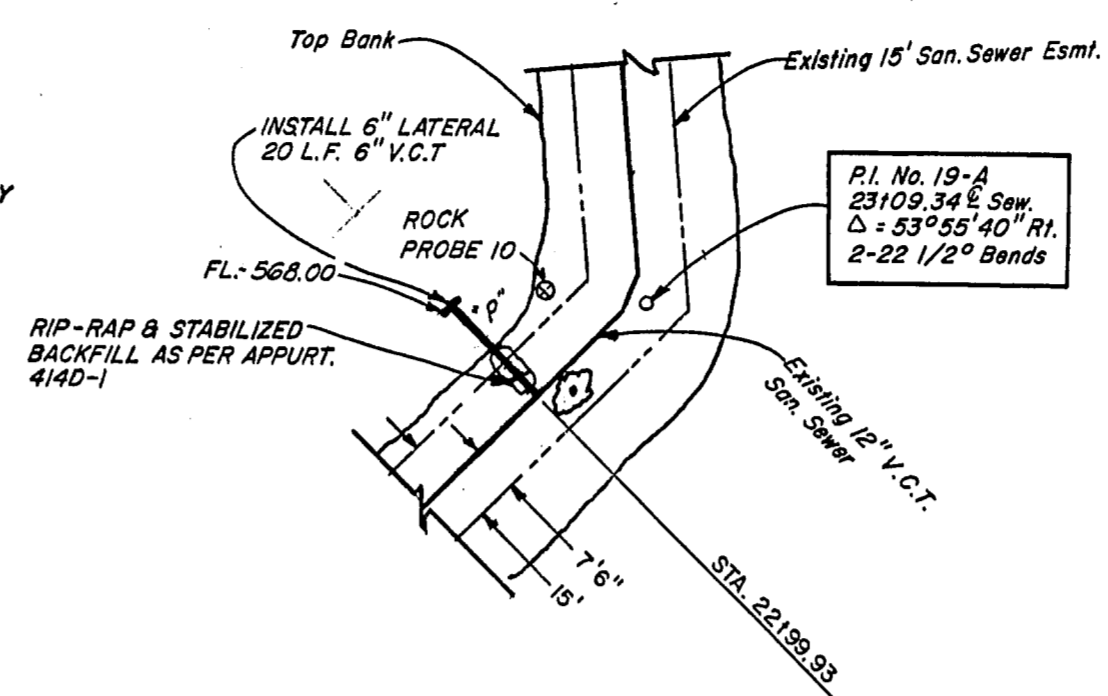 Top Bank
Existing 15' San. Sewer Esmt.
INSTALL 6" LATERAL
20 L.F. 6" V.C.T
Y
P.I. No. 19-A
23+09.34 ℄ Sew.
Δ = 53°55'40" Rt.
2-22 1/2° Bends
ROCK
PROBE 10
FL.-568.00
RIP-RAP & STABILIZED
BACKFILL AS PER APPURT.
414D-1
Existing 12" V.C.T.
San. Sewer
7'6"
15'
STA. 22+99.93